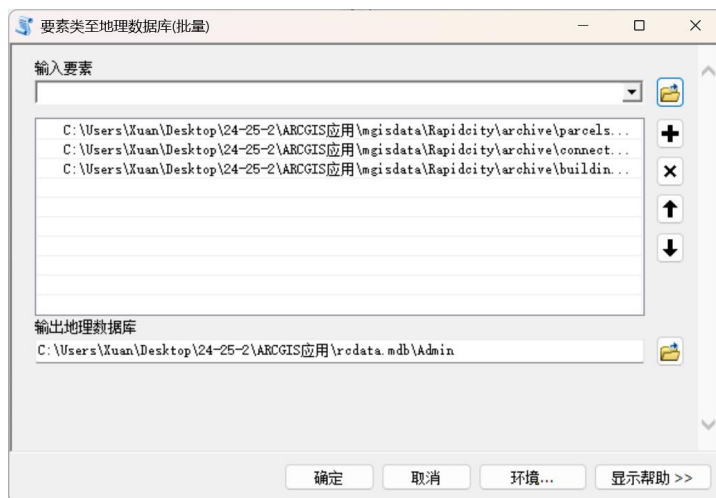 要素类至地理数据库(批量)
输入要素
C:\Users\Xuan\Desktop\24-25-2\ARCGIS应用\mgisdata\Rapidcity\archive\parcels...
C:\Users\Xuan\Desktop\24-25-2\ARCGIS应用\mgisdata\Rapidcity\archive\connect...
C:\Users\Xuan\Desktop\24-25-2\ARCGIS应用\mgisdata\Rapidcity\archive\buildin...
输出地理数据库
C:\Users\Xuan\Desktop\24-25-2\ARCGIS应用\rcdata.mdb\Admin
确定 取消 环境... 显示帮助 >>